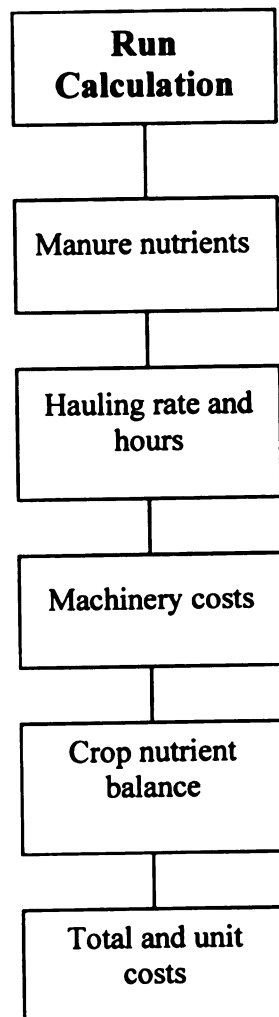 Run
Calculation
Manure nutrients
Hauling rate and
hours
Machinery costs
Crop nutrient
balance
Total and unit
costs